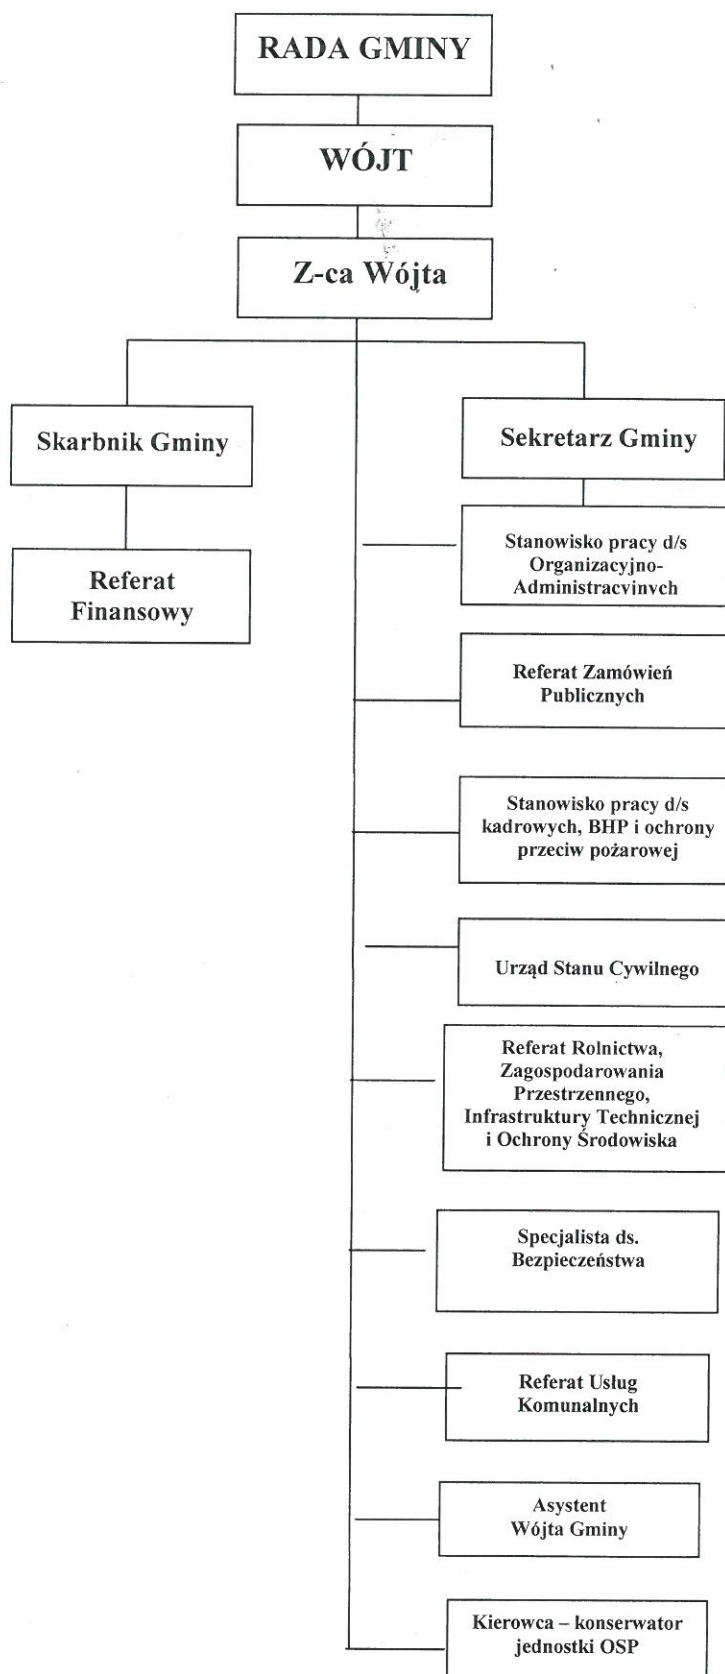 RADA GMINY
WÓJT
Z-ca Wójta
Skarbnik Gminy
Sekretarz Gminy
Referat
Finansowy
Stanowisko pracy d/s
Organizacyjno-
Administracyjnych
Referat Zamówień
Publicznych
Stanowisko pracy d/s
kadrowych, BHP i ochrony
przeciw pożarowej
Urząd Stanu Cywilnego
Referat Rolnictwa,
Zagospodarowania
Przestrzennego,
Infrastruktury Technicznej
i Ochrony Środowiska
Specjalista ds.
Bezpieczeństwa
Referat Usług
Komunalnych
Asystent
Wójta Gminy
Kierowca – konserwator
jednostki OSP